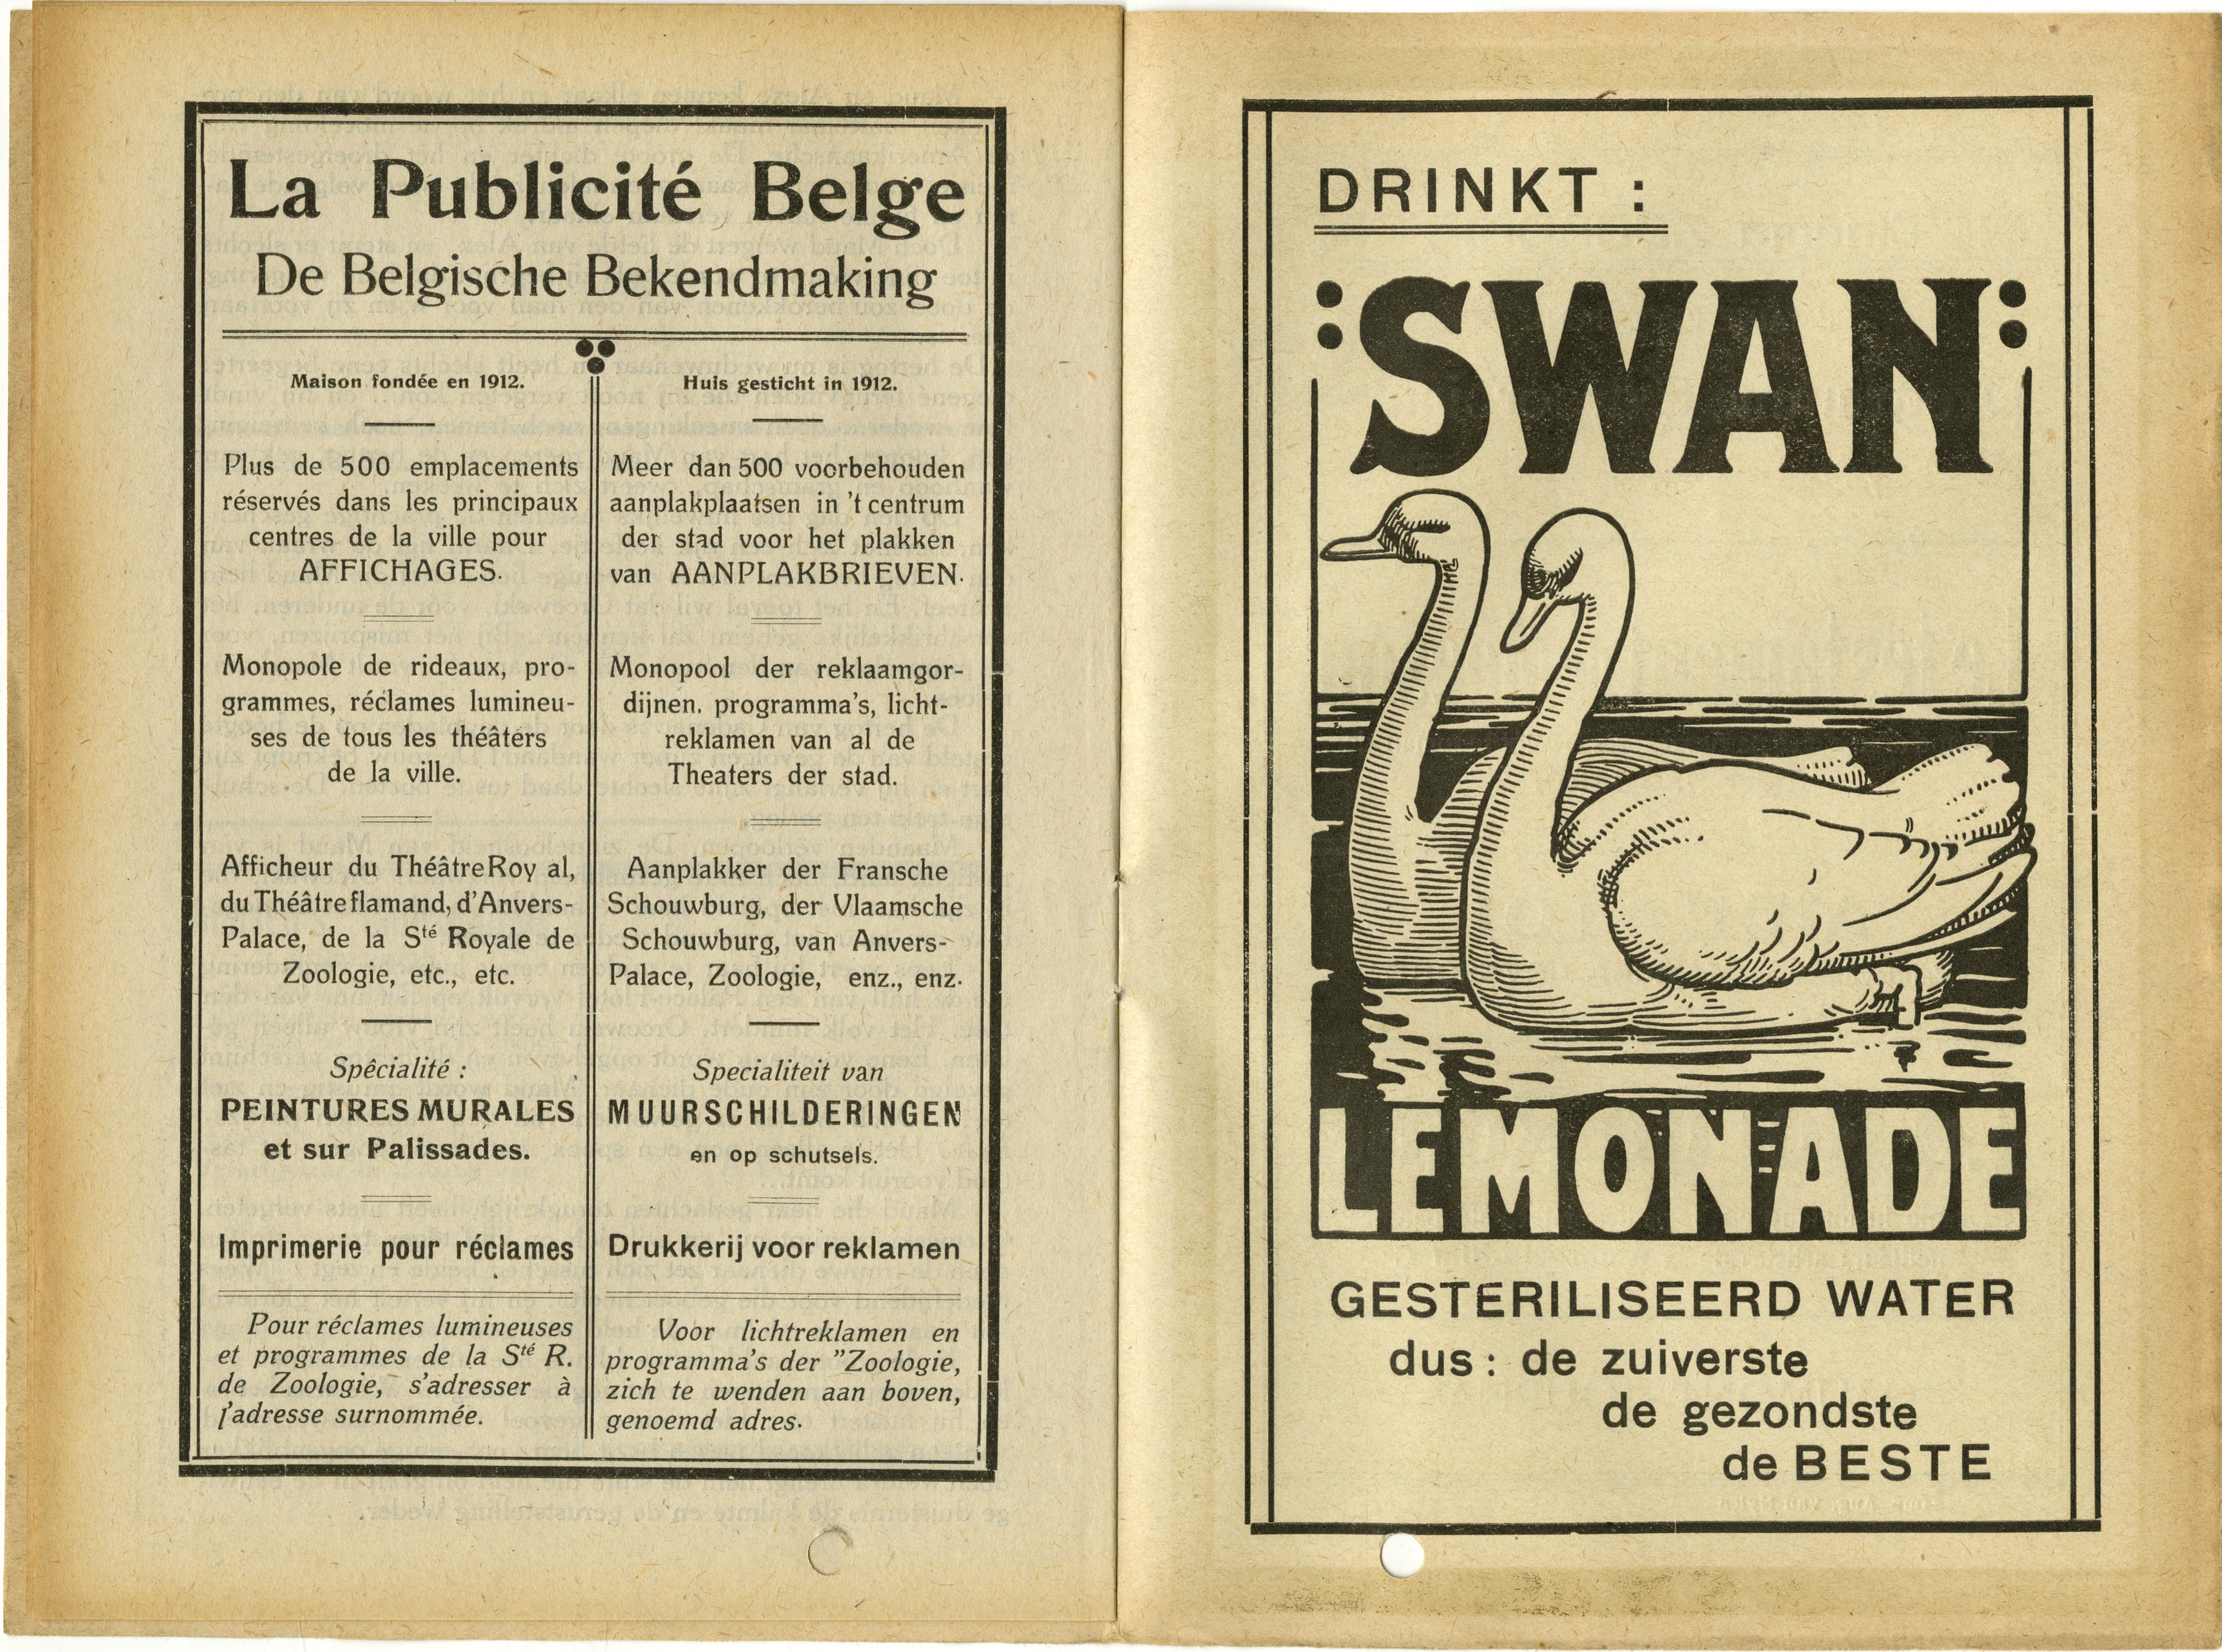 La Publicité Belge
De Belgische Bekendmaking
Maison fondée en 1912.
Plus de 500 emplacements
réservés dans les principaux
centres de la ville pour
AFFICHAGES.
Monopole de rideaux, pro-
grammes, réclames lumineu-
ses de tous les théâters
de la ville.
Afficheur du Théâtre Roy al,
du Théâtre flamand, d'Anvers-
Palace, de la Sté Royale de
Zoologie, etc., etc.
Spêcialité :
PEINTURES MURALES
et sur Palissades.
Imprimerie pour réclames
Pour réclames lumineuses
et programmes de la Sté R.
de Zoologie, s'adresser à
l'adresse surnommée.
Huis gesticht in 1912.
Meer dan 500 voorbehouden
aanplakplaatsen in 't centrum
der stad voor het plakken
van AANPLAKBRIEVEN.
Monopool der reklaamgor-
dijnen. programma's, licht-
reklamen van al de
Theaters der stad.
Aanplakker der Fransche
Schouwburg, der Vlaamsche
Schouwburg, van Anvers-
Palace, Zoologie, enz., enz.
Specialiteit van
MUURSCHILDERINGEN
en op schutsels.
Drukkerij voor reklamen
Voor lichtreklamen en
programma's der "Zoologie,
zich te wenden aan boven,
genoemd adres.
DRINKT :
:SWAN:
LEMONADE
GESTERILISEERD WATER
dus : de zuiverste
de gezondste
de BESTE